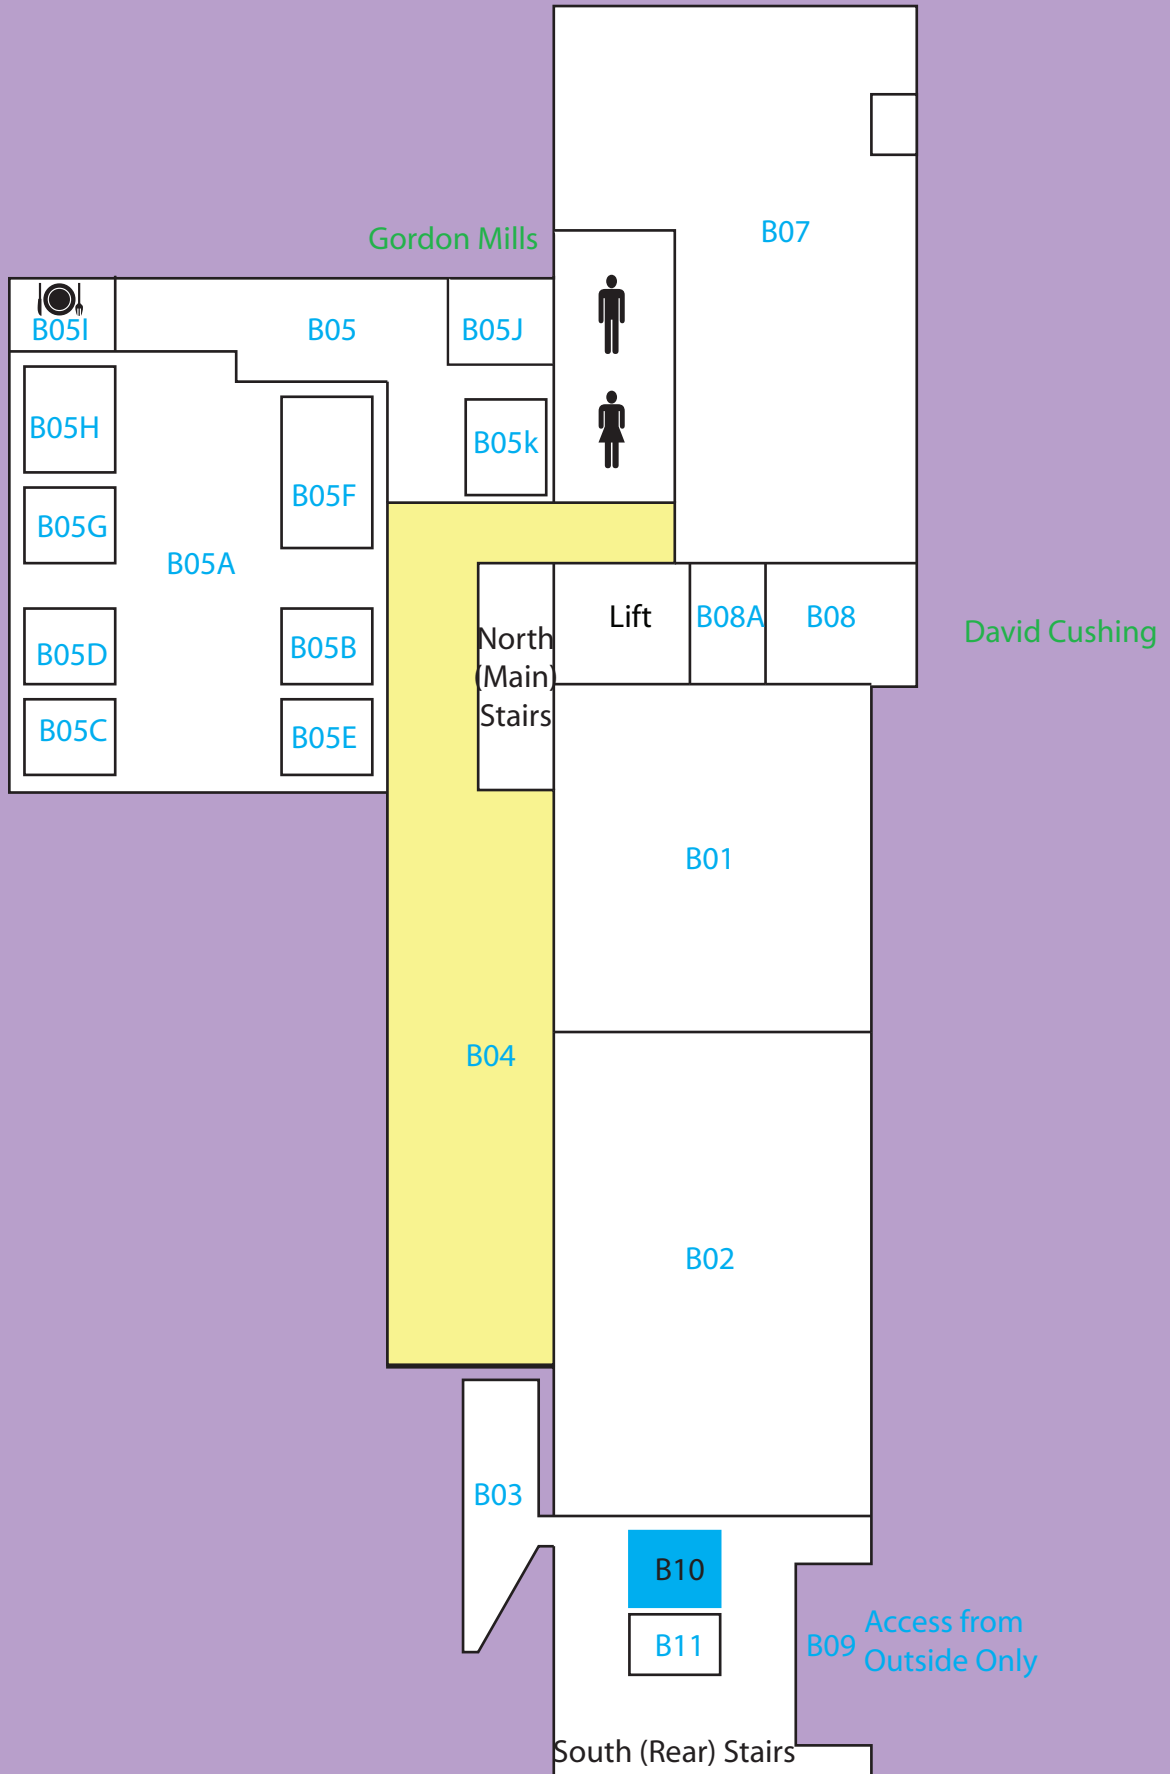 B07
Gordon Mills
B05I
B05
B05J
B05H
B05k
B05F
B05G
B05A
Lift
B08A
B08
David Cushing
North
(Main)
Stairs
B05D
B05B
B05C
B05E
B01
B04
B02
B03
B10
B11
B09
Access from
Outside Only
South (Rear) Stairs